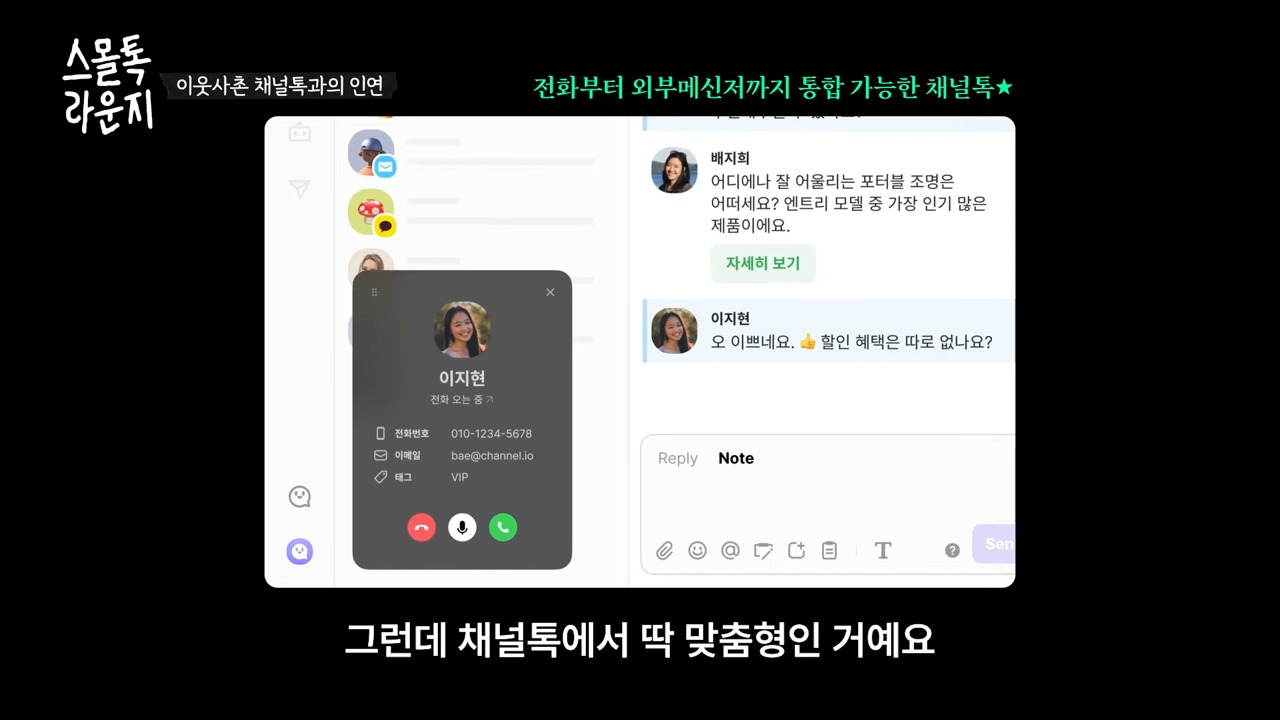 스몰톡
라운지
이웃사촌 채널톡과의 인연
전화부터 외부메신저까지 통합 가능한 채널톡★
배지희
어디에나 잘 어울리는 포터블 조명은
어떠세요? 엔트리 모델 중 가장 인기 많은
제품이에요.
자세히 보기
이지현
오 이쁘네요. 👍 할인 혜택은 따로 없나요?
이지현
전화 오는 중
전화번호 010-1234-5678
이메일 bae@channel.io
태그 VIP
Reply Note
T
?
Sen
그런데 채널톡에서 딱 맞춤형인 거예요